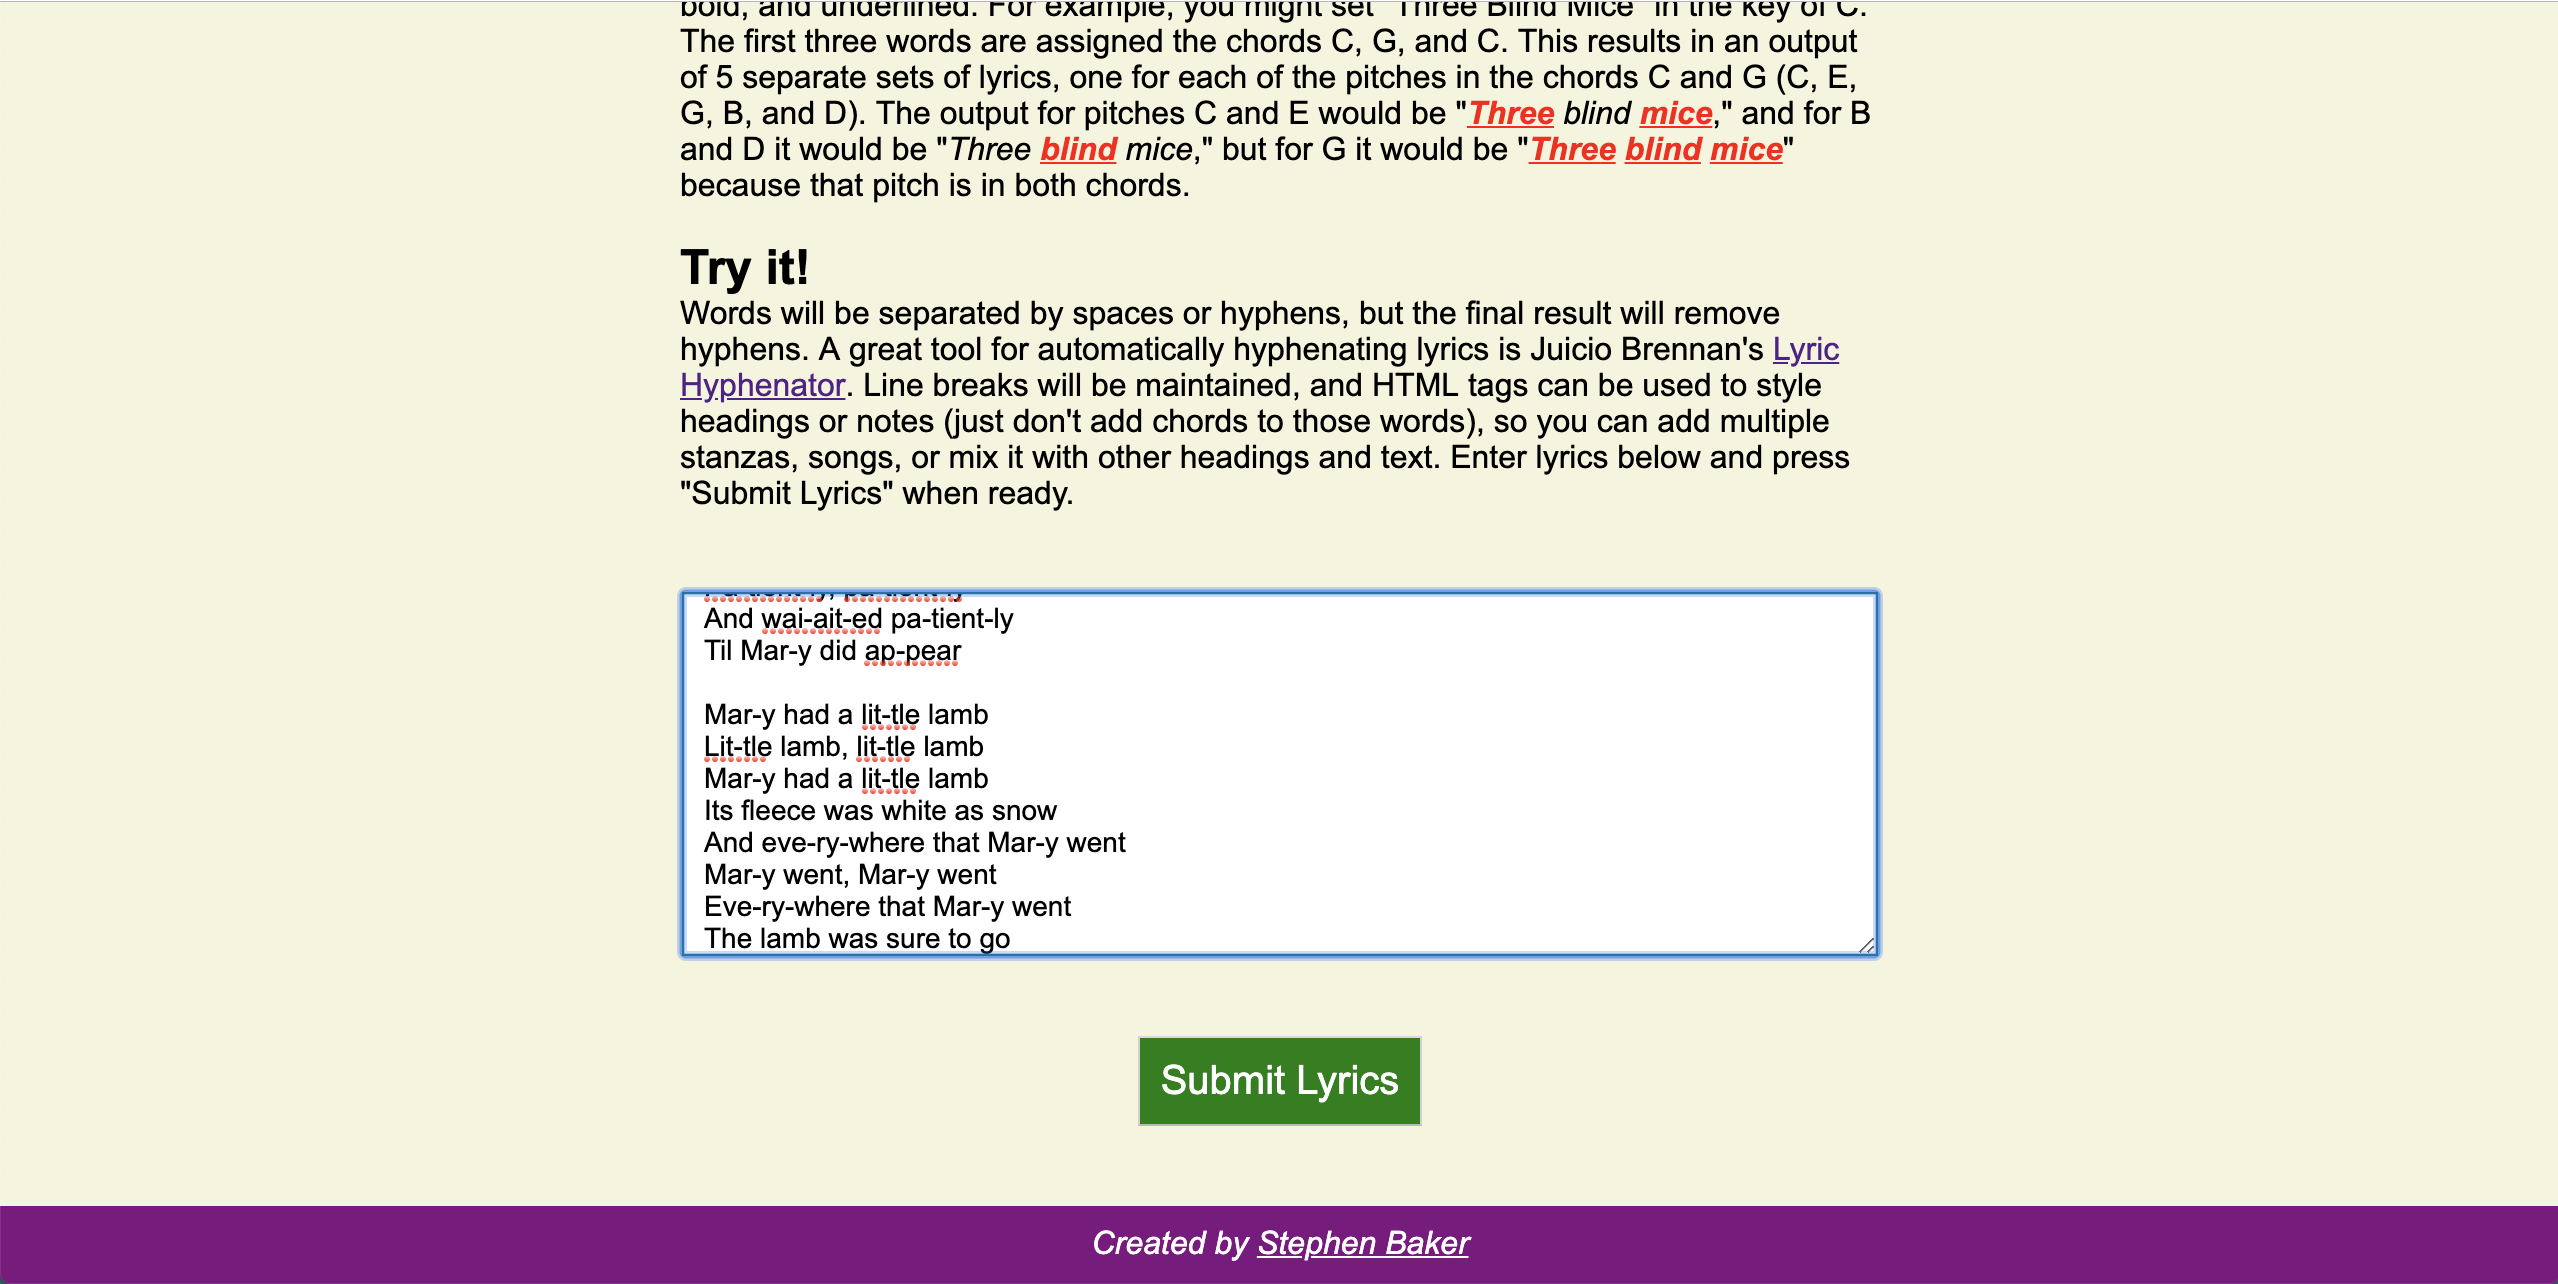 bold, and underlined. For example, you might set "Three Blind Mice" in the key of C.
The first three words are assigned the chords C, G, and C. This results in an output
of 5 separate sets of lyrics, one for each of the pitches in the chords C and G (C, E,
G, B, and D). The output for pitches C and E would be "Three blind mice," and for B
and D it would be "Three blind mice," but for G it would be "Three blind mice"
because that pitch is in both chords.
Try it!
Words will be separated by spaces or hyphens, but the final result will remove
hyphens. A great tool for automatically hyphenating lyrics is Juicio Brennan's Lyric
Hyphenator. Line breaks will be maintained, and HTML tags can be used to style
headings or notes (just don't add chords to those words), so you can add multiple
stanzas, songs, or mix it with other headings and text. Enter lyrics below and press
"Submit Lyrics" when ready.
Pa-tient-ly, pa-tient-ly
And wai-ait-ed pa-tient-ly
Til Mar-y did ap-pear
Mar-y had a lit-tle lamb
Lit-tle lamb, lit-tle lamb
Mar-y had a lit-tle lamb
Its fleece was white as snow
And eve-ry-where that Mar-y went
Mar-y went, Mar-y went
Eve-ry-where that Mar-y went
The lamb was sure to go
Submit Lyrics
Created by Stephen Baker